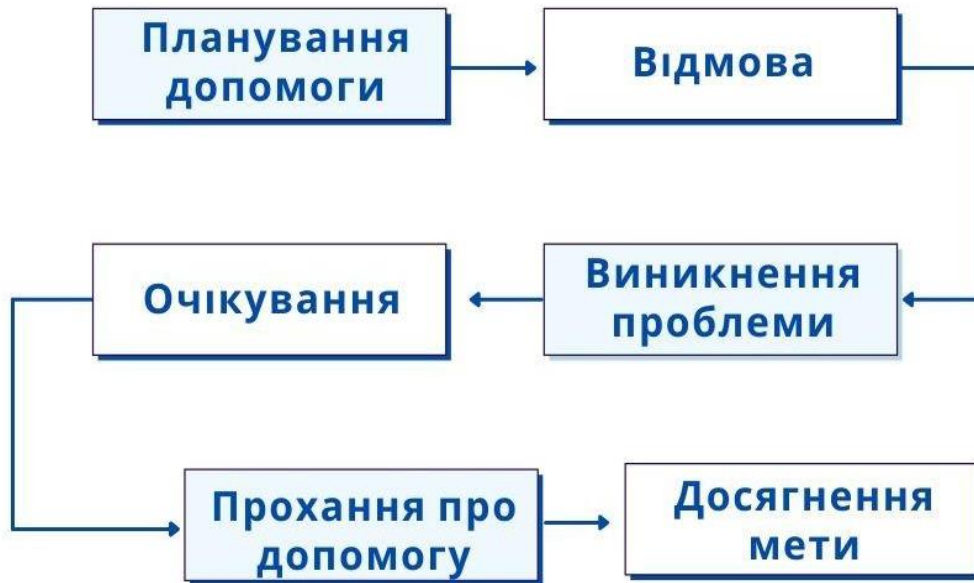 Планування
допомоги
Відмова
Виникнення
проблеми
Очікування
Прохання про
допомогу
Досягнення
мети